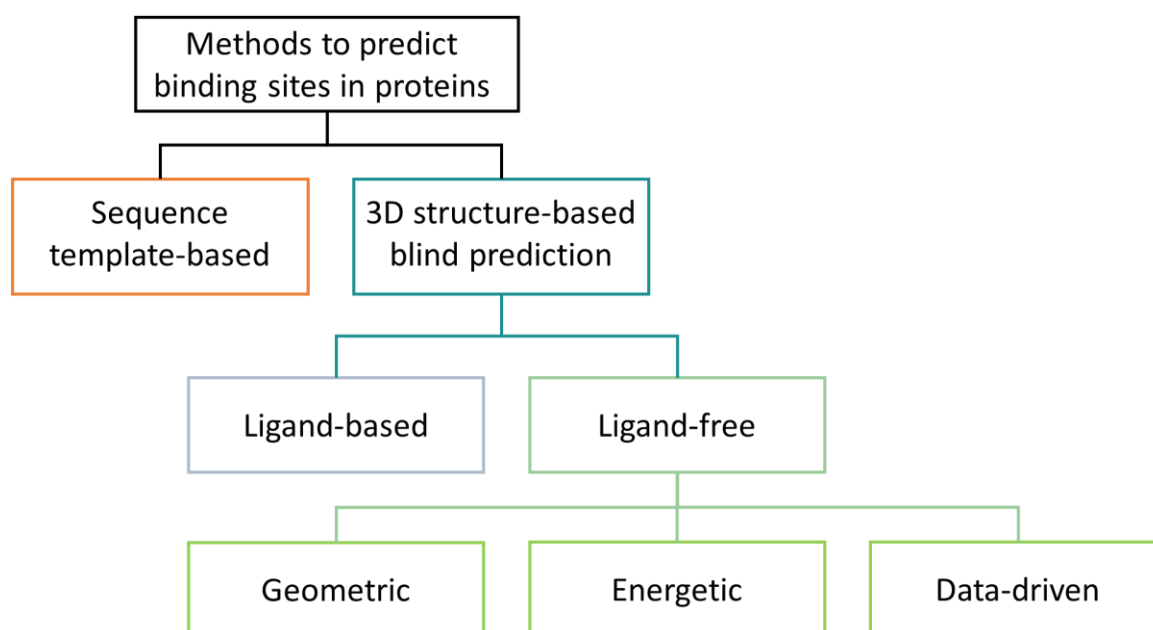 Methods to predict
binding sites in proteins
Sequence
template-based
3D structure-based
blind prediction
Ligand-based
Ligand-free
Geometric
Energetic
Data-driven